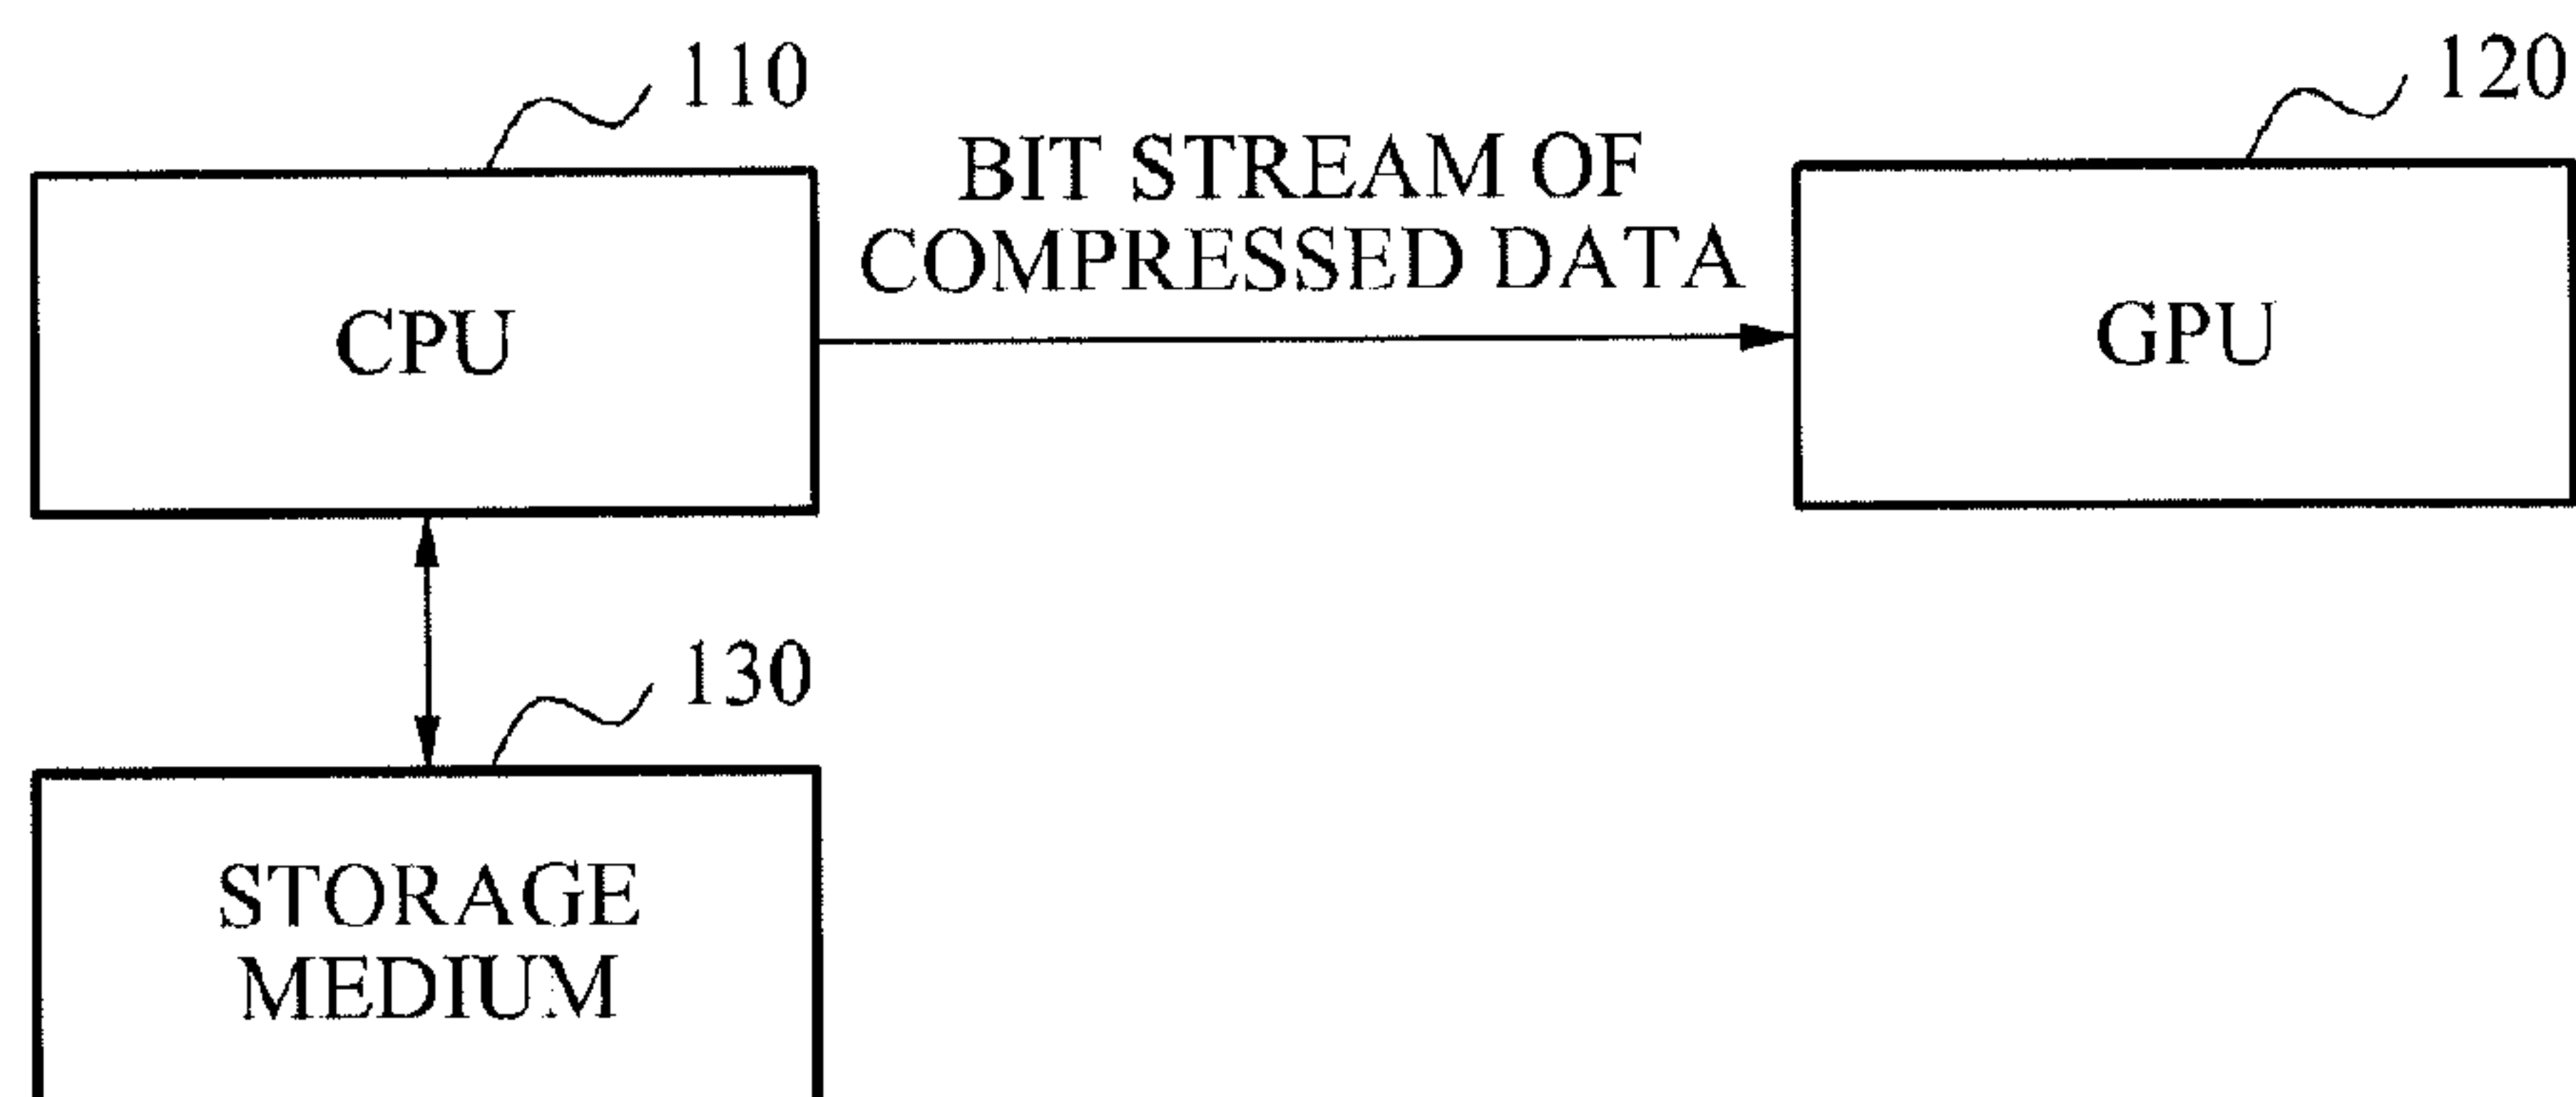 110
120
BIT STREAM OF
COMPRESSED DATA
CPU
GPU
130
STORAGE
MEDIUM